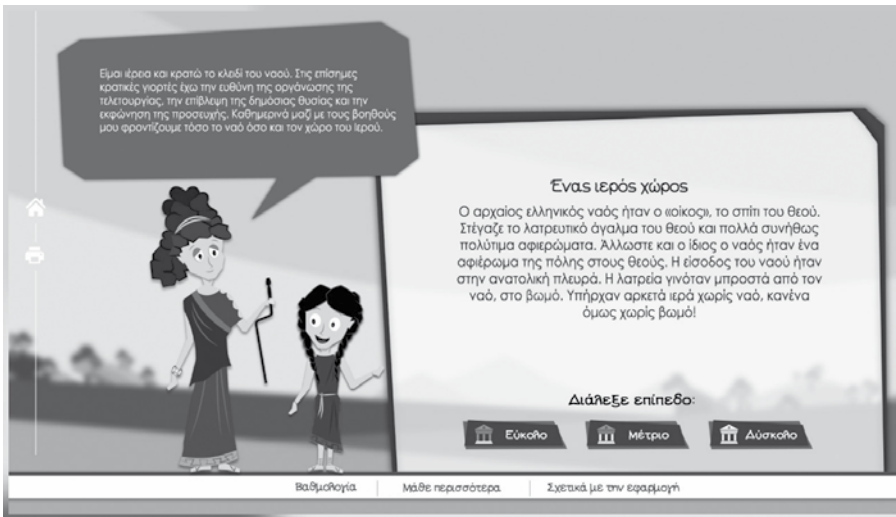 Είμαι ιέρεια και κρατώ το κλειδί του ναού. Στις επίσημες
κρατικές γιορτές έχω την ευθύνη της οργάνωσης της
τελετουργίας, την επίβλεψη της δημόσιας θυσίας και την
εκφώνηση της προσευχής. Καθημερινά μαζί με τους βοηθούς
μου φροντίζουμε τόσο το ναό όσο και τον χώρο του ιερού.
Ένας ιερός χώρος
Ο αρχαίος ελληνικός ναός ήταν ο «οίκος», το σπίτι του θεού.
Στέγαζε το λατρευτικό άγαλμα του θεού και πολλά συνήθως
πολύτιμα αφιερώματα. Άλλωστε και ο ίδιος ο ναός ήταν ένα
αφιέρωμα της πόλης στους θεούς. Η είσοδος του ναού ήταν
στην ανατολική πλευρά. Η λατρεία γινόταν μπροστά από τον
ναό, στο βωμό. Υπήρχαν αρκετά ιερά χωρίς ναό, κανένα
όμως χωρίς βωμό!
Διάλεξε επίπεδο:
Εύκολο Μέτριο Δύσκολο
Βαθμολογία Μάθε περισσότερα Σχετικά με την εφαρμογή